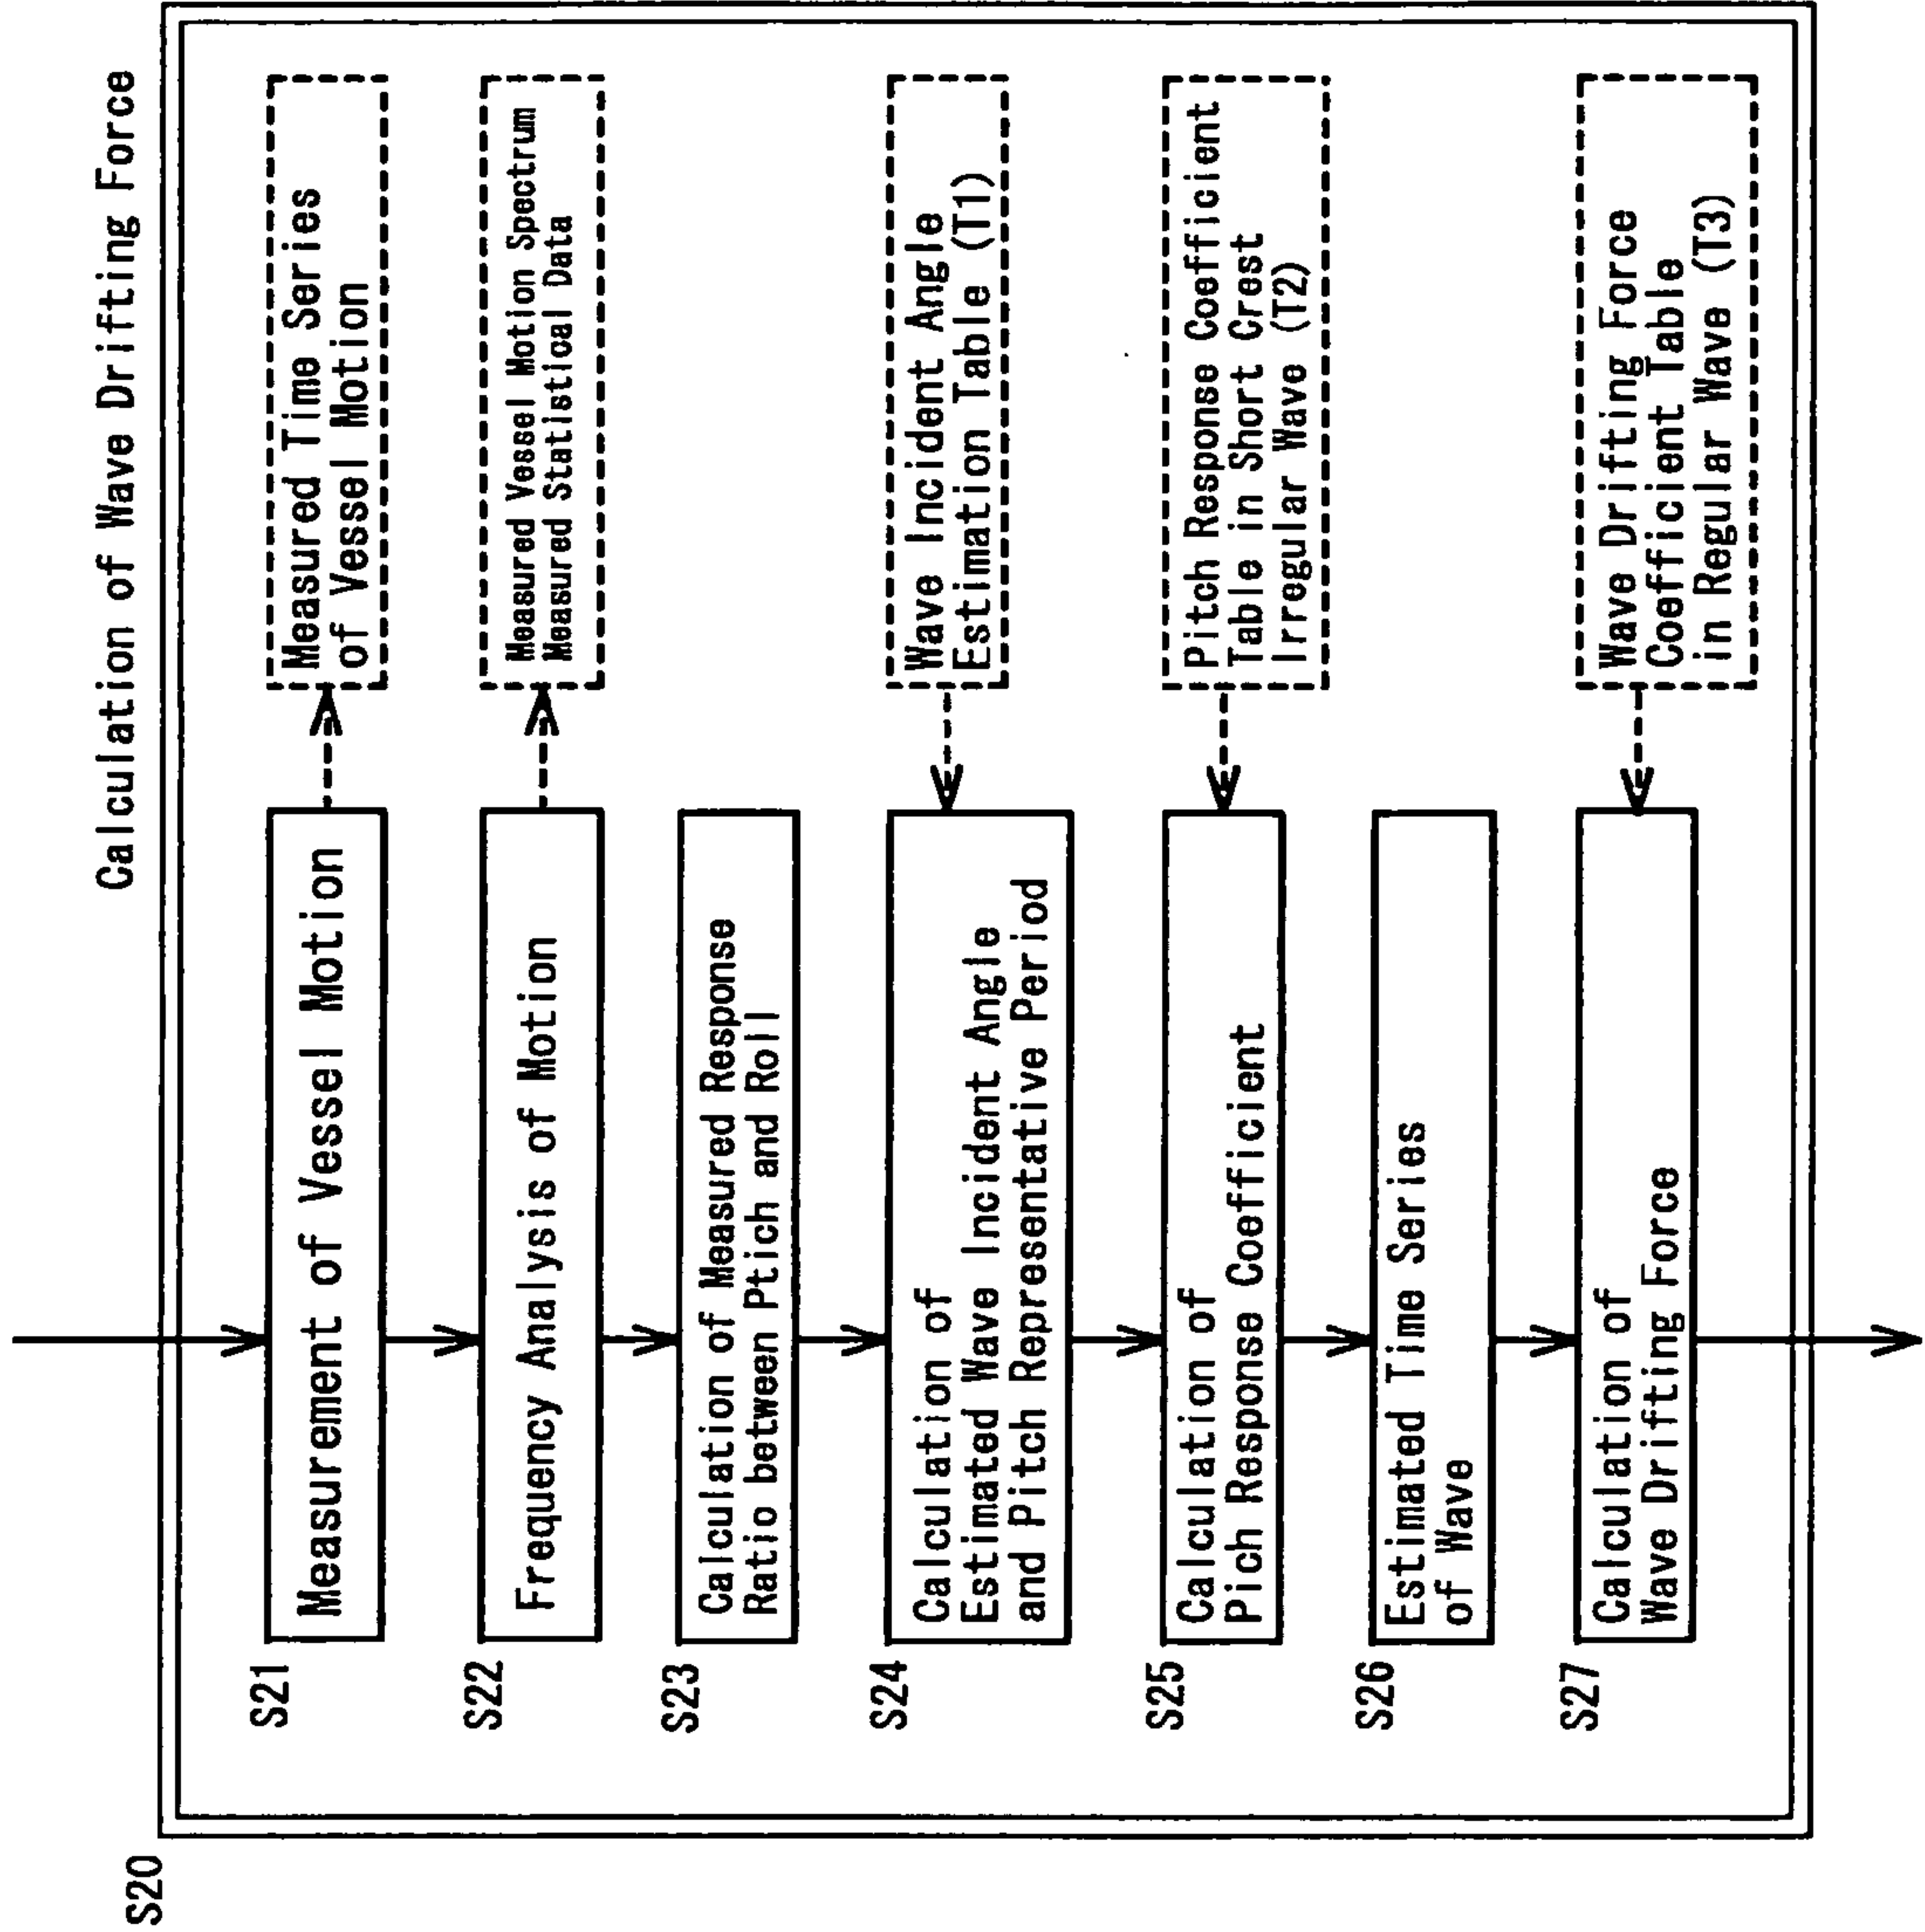 S20
Calculation of Wave Drifting Force
S21
Measurement of Vessel Motion
Measured Time Series
of Vessel Motion
S22
Frequency Analysis of Motion
Measured Vessel Motion Spectrum
Measured Statistical Data
S23
Calculation of Measured Response
Ratio between Ptich and Roll
S24
Calculation of
Estimated Wave Incident Angle
and Pitch Representative Period
Wave Incident Angle
Estimation Table (T1)
S25
Calculation of
Pich Response Coefficient
Pitch Response Coefficient
Table in Short Crest
Irregular Wave (T2)
S26
Estimated Time Series
of Wave
S27
Calculation of
Wave Drifting Force
Wave Drifting Force
Coefficient Table
in Regular Wave (T3)